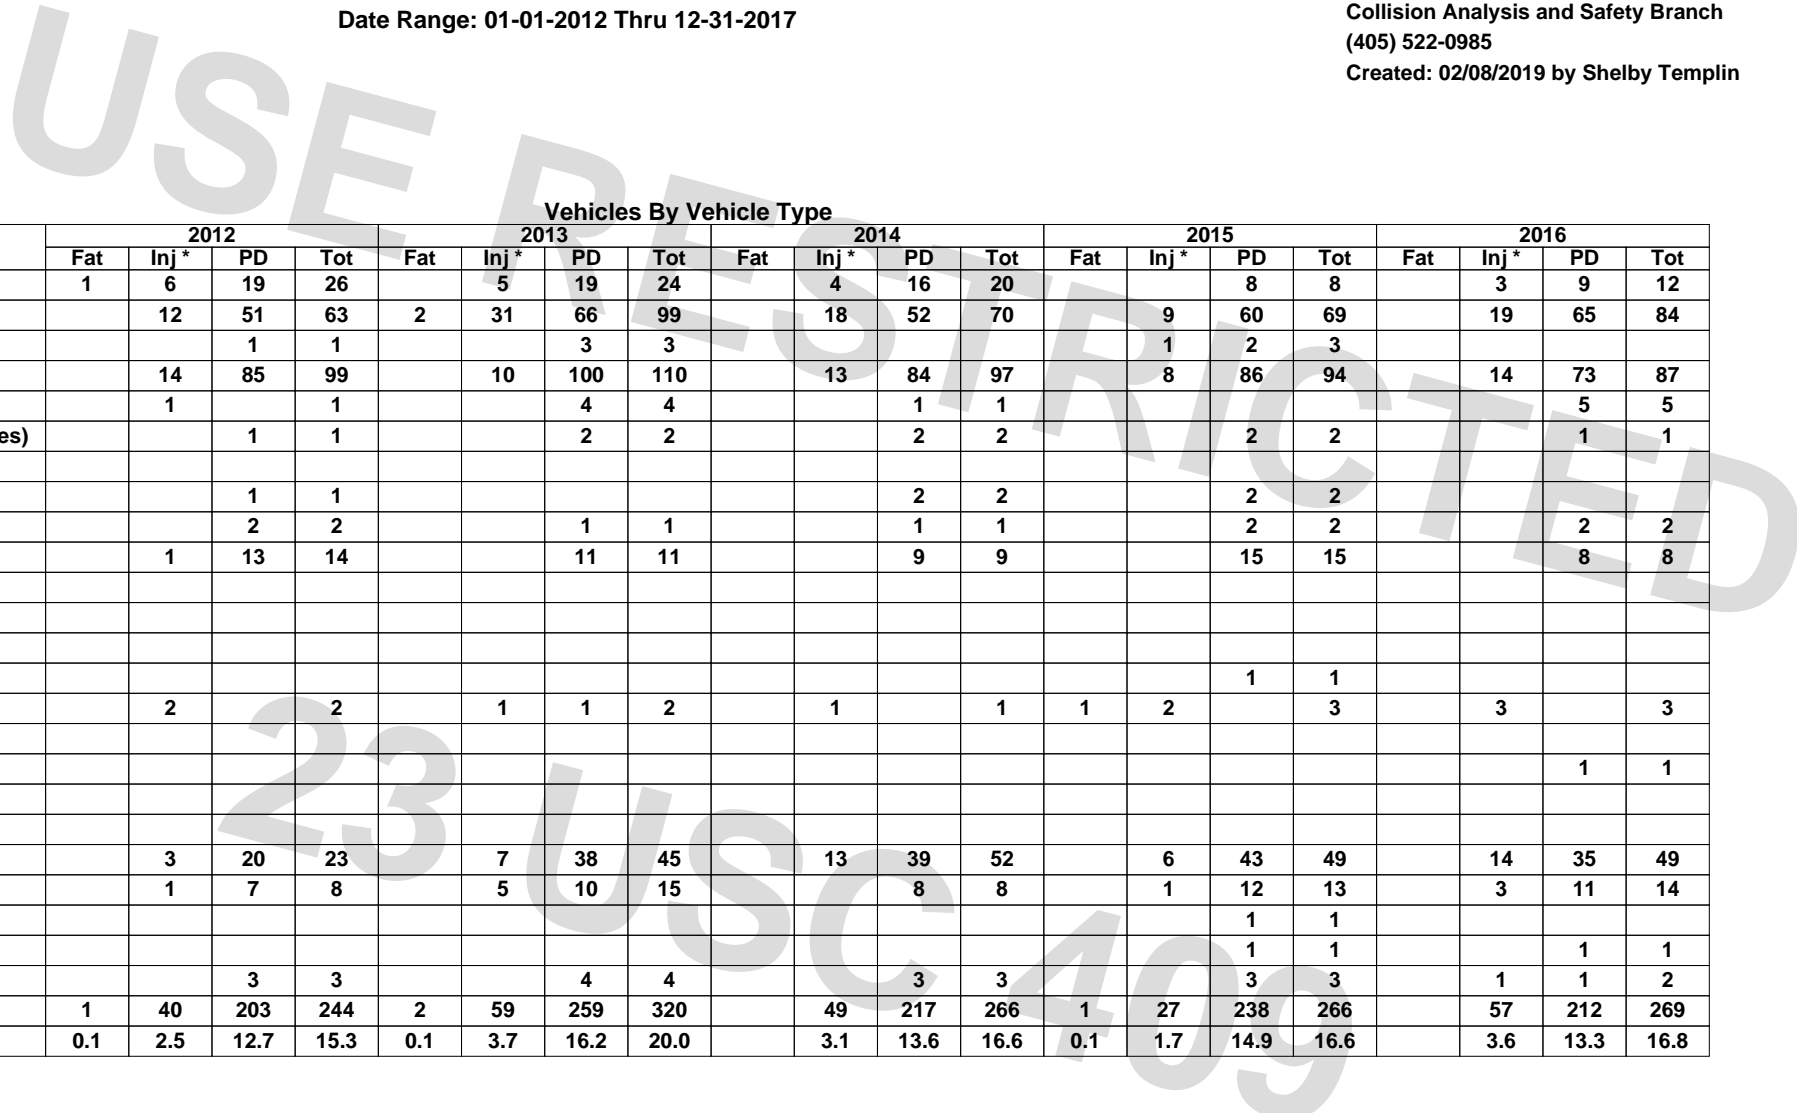 Date Range: 01-01-2012 Thru 12-31-2017
Collision Analysis and Safety Branch
(405) 522-0985
Created: 02/08/2019 by Shelby Templin
USE RESTRICTED
Vehicles By Vehicle Type
2012 2013 2014 2015 2016
Fat Inj * PD Tot Fat Inj * PD Tot Fat Inj * PD Tot Fat Inj * PD Tot Fat Inj * PD Tot
1 6 19 26 5 19 24 4 16 20 8 8 3 9 12
12 51 63 2 31 66 99 18 52 70 9 60 69 19 65 84
1 1 3 3 1 2 3
14 85 99 10 100 110 13 84 97 8 86 94 14 73 87
1 1 4 4 1 1 5 5
es) 1 1 2 2 2 2 2 2 1 1
1 1 2 2 2 2
2 2 1 1 1 1 2 2 2 2
1 13 14 11 11 9 9 15 15 8 8
1 1
2 2 1 1 2 1 1 1 2 3 3 3
1 1
3 20 23 7 38 45 13 39 52 6 43 49 14 35 49
1 7 8 5 10 15 8 8 1 12 13 3 11 14
1 1
1 1 1 1
3 3 4 4 3 3 3 3 1 1 2
1 40 203 244 2 59 259 320 49 217 266 1 27 238 266 57 212 269
0.1 2.5 12.7 15.3 0.1 3.7 16.2 20.0 3.1 13.6 16.6 0.1 1.7 14.9 16.6 3.6 13.3 16.8
23 USC 409